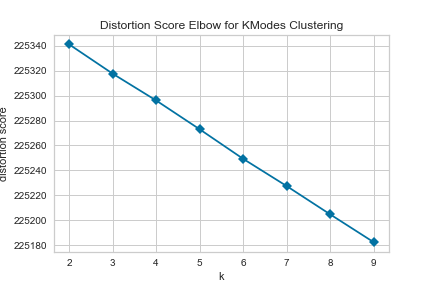 Distortion Score Elbow for KModes Clustering
225340
225320
225300
225280
225260
225240
225220
225200
225180
distortion score
2 3 4 5 6 7 8 9
k